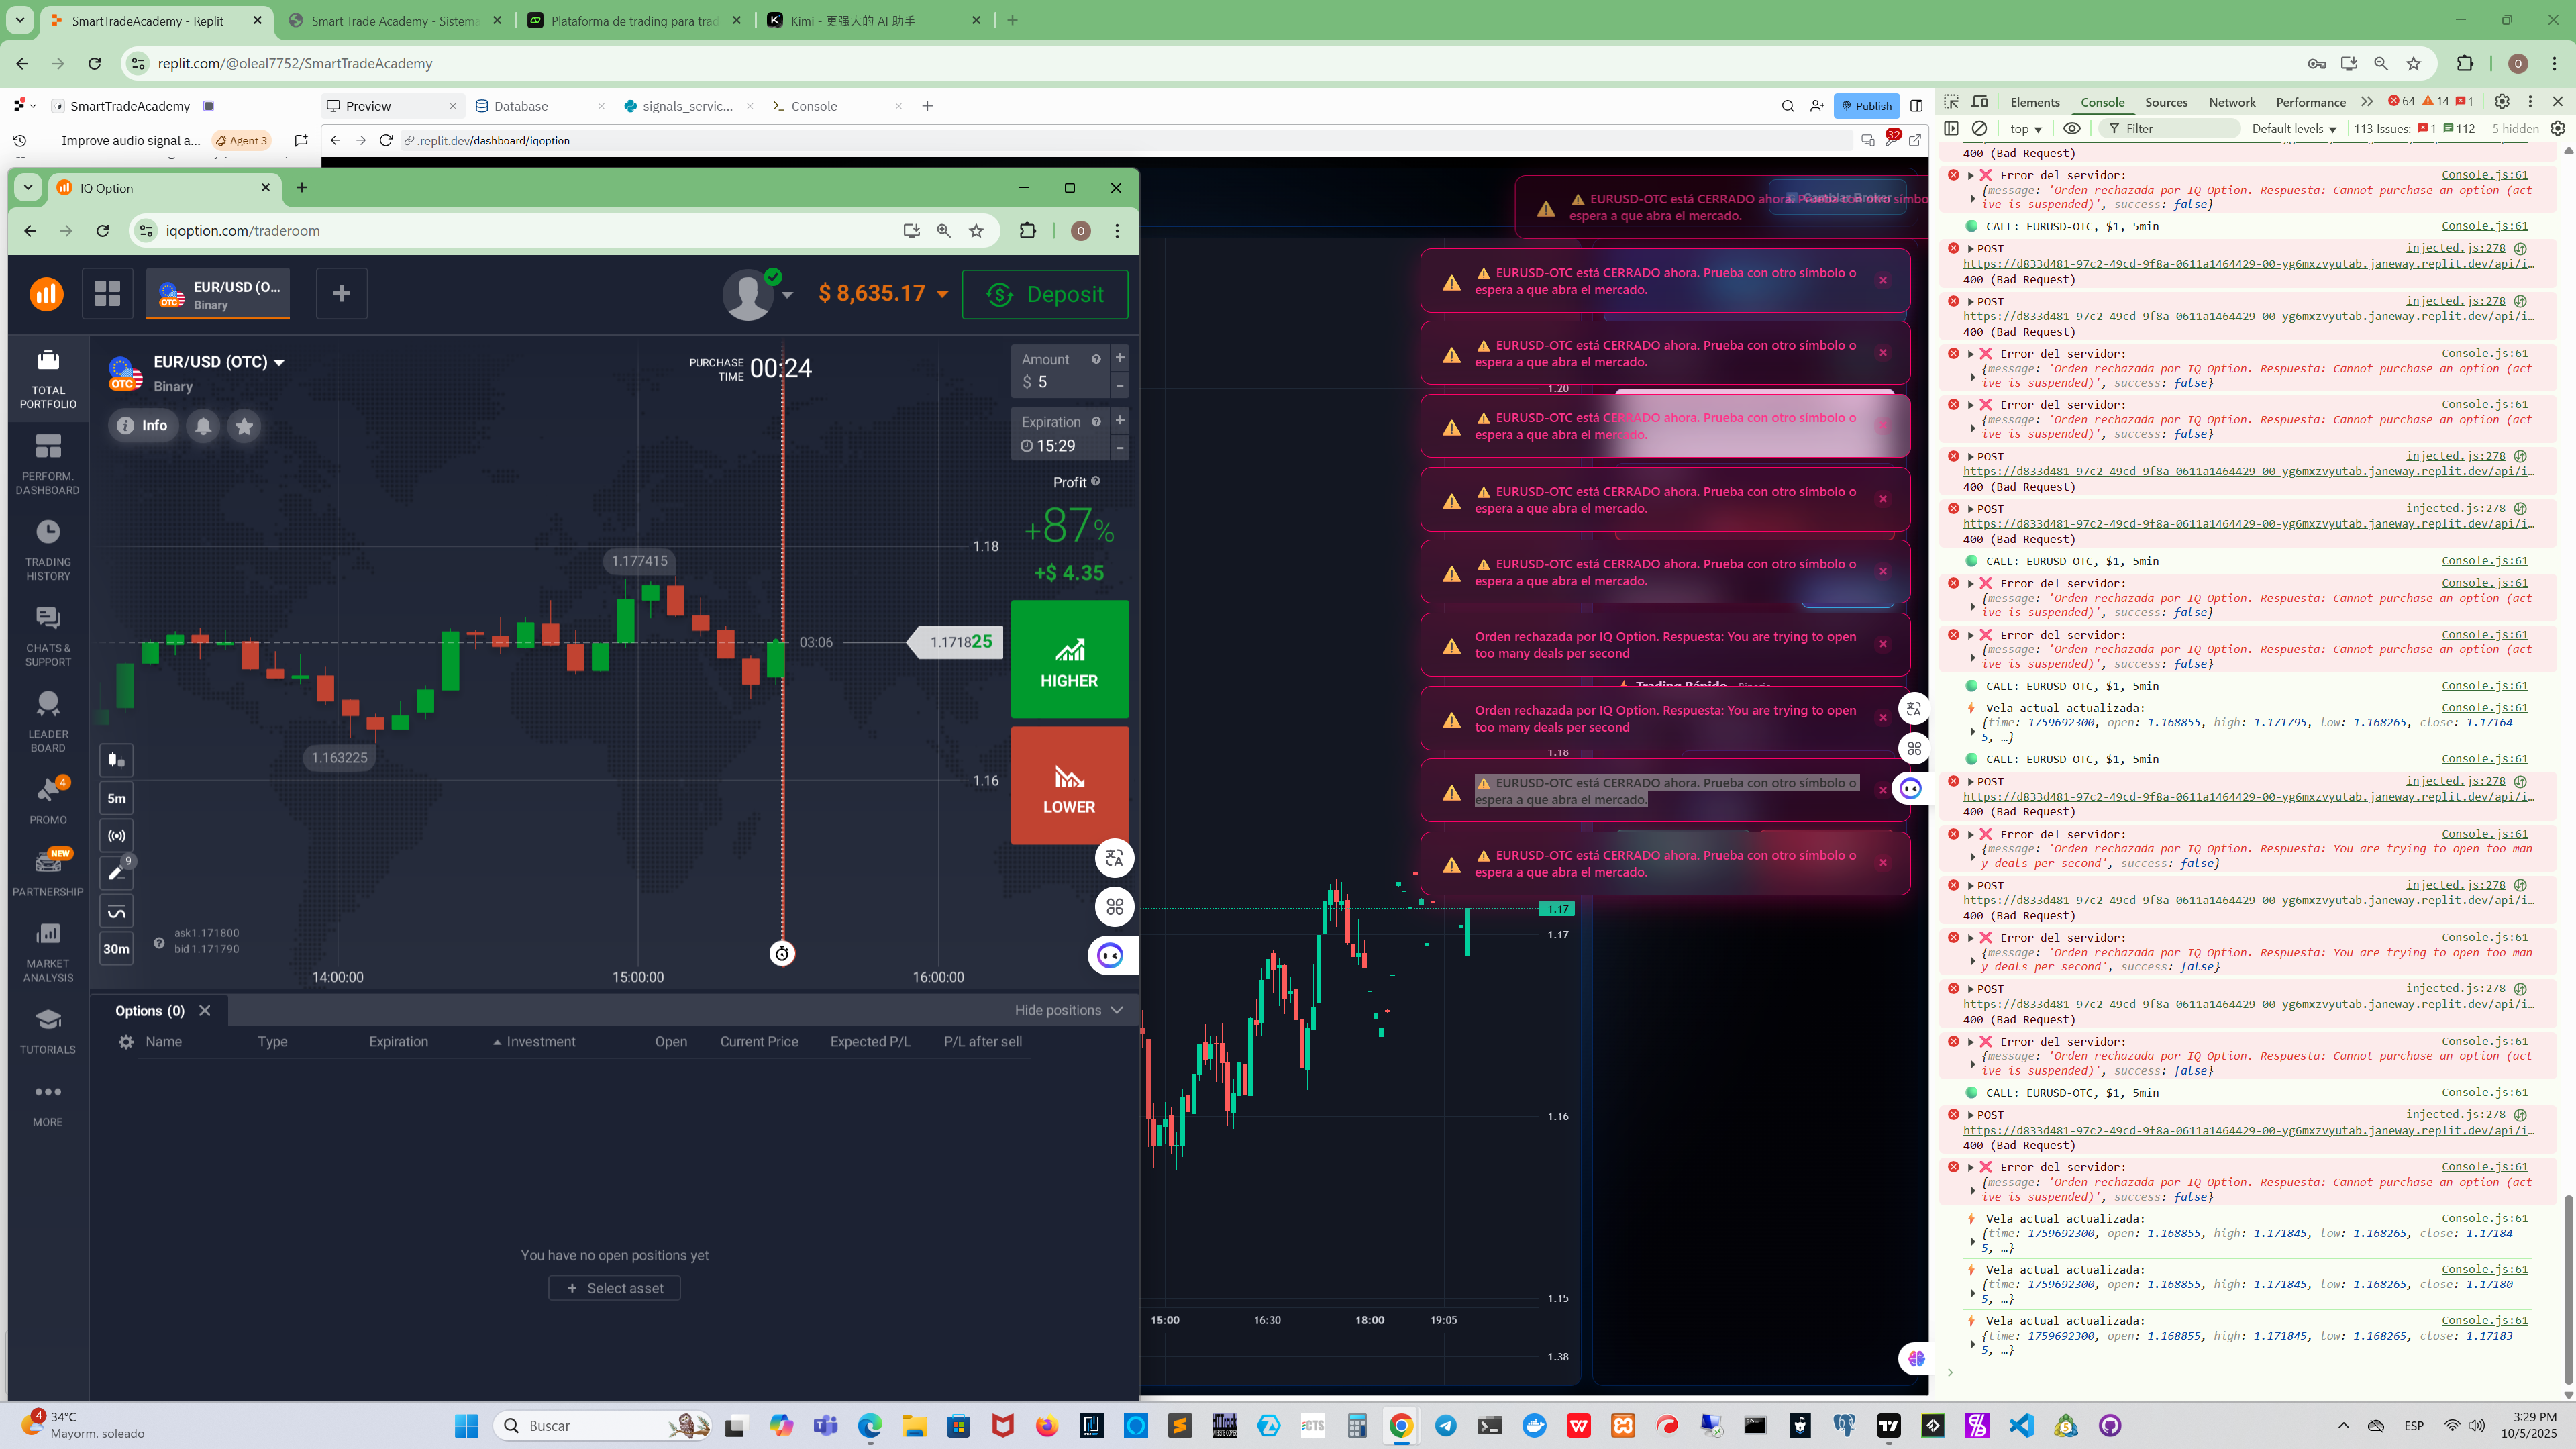 SmartTradeAcademy - Replit
Smart Trade Academy - Sistema
Plataforma de trading para trad
Kimi - 更强大的 AI 助手
replit.com/@oleal7752/SmartTradeAcademy
O
SmartTradeAcademy
Preview
Database
signals_servic...
Console
Publish
Improve audio signal a...
Agent 3
.replit.dev/dashboard/iqoption
32
IQ Option
iqoption.com/traderoom
O
EUR/USD (O...
Binary
OTC
$ 8,635.17
Deposit
TOTAL
PORTFOLIO
PERFORM.
DASHBOARD
TRADING
HISTORY
CHATS &
SUPPORT
LEADER
BOARD
4
PROMO
NEW
PARTNERSHIP
MARKET
ANALYSIS
TUTORIALS
MORE
EUR/USD (OTC)
OTC
Binary
Info
PURCHASE
TIME
00:24
Amount
$ 5
Expiration
15:29
Profit
+87%
+$ 4.35
HIGHER
LOWER
1.177415
1.163225
1.18
03:06
1.171825
1.16
5m
9
30m
ask1.171800
bid1.171790
14:00:00
15:00:00
16:00:00
Options (0)
Hide positions
Name
Type
Expiration
Investment
Open
Current Price
Expected P/L
P/L after sell
You have no open positions yet
+ Select asset
Cambiar Broker
EURUSD-OTC está CERRADO ahora. Prueba con otro símbo
espera a que abra el mercado.
EURUSD-OTC está CERRADO ahora. Prueba con otro símbolo o
espera a que abra el mercado.
EURUSD-OTC está CERRADO ahora. Prueba con otro símbolo o
espera a que abra el mercado.
EURUSD-OTC está CERRADO ahora. Prueba con otro símbolo o
espera a que abra el mercado.
EURUSD-OTC está CERRADO ahora. Prueba con otro símbolo o
espera a que abra el mercado.
EURUSD-OTC está CERRADO ahora. Prueba con otro símbolo o
espera a que abra el mercado.
Orden rechazada por IQ Option. Respuesta: You are trying to open
too many deals per second
Trading Rápido
Orden rechazada por IQ Option. Respuesta: You are trying to open
too many deals per second
EURUSD-OTC está CERRADO ahora. Prueba con otro símbolo o
espera a que abra el mercado.
EURUSD-OTC está CERRADO ahora. Prueba con otro símbolo o
espera a que abra el mercado.
1.20
1.18
1.17
1.17
1.16
1.15
1.38
15:00
16:30
18:00
19:05
Elements
Console
Sources
Network
Performance
64
14
1
top
Filter
Default levels
113 Issues:
1
112
5 hidden
400 (Bad Request)
Error del servidor:
Console.js:61
{message: 'Orden rechazada por IQ Option. Respuesta: Cannot purchase an option (act
ive is suspended)', success: false}
CALL: EURUSD-OTC, $1, 5min
Console.js:61
POST
injected.js:278
https://d833d481-97c2-49cd-9f8a-0611a1464429-00-yg6mxzvyutab.janeway.replit.dev/api/i…
400 (Bad Request)
POST
injected.js:278
https://d833d481-97c2-49cd-9f8a-0611a1464429-00-yg6mxzvyutab.janeway.replit.dev/api/i…
400 (Bad Request)
Error del servidor:
Console.js:61
{message: 'Orden rechazada por IQ Option. Respuesta: Cannot purchase an option (act
ive is suspended)', success: false}
Error del servidor:
Console.js:61
{message: 'Orden rechazada por IQ Option. Respuesta: Cannot purchase an option (act
ive is suspended)', success: false}
POST
injected.js:278
https://d833d481-97c2-49cd-9f8a-0611a1464429-00-yg6mxzvyutab.janeway.replit.dev/api/i…
400 (Bad Request)
POST
injected.js:278
https://d833d481-97c2-49cd-9f8a-0611a1464429-00-yg6mxzvyutab.janeway.replit.dev/api/i…
400 (Bad Request)
CALL: EURUSD-OTC, $1, 5min
Console.js:61
Error del servidor:
Console.js:61
{message: 'Orden rechazada por IQ Option. Respuesta: Cannot purchase an option (act
ive is suspended)', success: false}
Error del servidor:
Console.js:61
{message: 'Orden rechazada por IQ Option. Respuesta: Cannot purchase an option (act
ive is suspended)', success: false}
CALL: EURUSD-OTC, $1, 5min
Console.js:61
Vela actual actualizada:
Console.js:61
{time: 1759692300, open: 1.168855, high: 1.171795, low: 1.168265, close: 1.17164
5, …}
CALL: EURUSD-OTC, $1, 5min
Console.js:61
POST
injected.js:278
https://d833d481-97c2-49cd-9f8a-0611a1464429-00-yg6mxzvyutab.janeway.replit.dev/api/i…
400 (Bad Request)
Error del servidor:
Console.js:61
{message: 'Orden rechazada por IQ Option. Respuesta: You are trying to open too man
y deals per second', success: false}
POST
injected.js:278
https://d833d481-97c2-49cd-9f8a-0611a1464429-00-yg6mxzvyutab.janeway.replit.dev/api/i…
400 (Bad Request)
Error del servidor:
Console.js:61
{message: 'Orden rechazada por IQ Option. Respuesta: You are trying to open too man
y deals per second', success: false}
POST
injected.js:278
https://d833d481-97c2-49cd-9f8a-0611a1464429-00-yg6mxzvyutab.janeway.replit.dev/api/i…
400 (Bad Request)
Error del servidor:
Console.js:61
{message: 'Orden rechazada por IQ Option. Respuesta: Cannot purchase an option (act
ive is suspended)', success: false}
CALL: EURUSD-OTC, $1, 5min
Console.js:61
POST
injected.js:278
https://d833d481-97c2-49cd-9f8a-0611a1464429-00-yg6mxzvyutab.janeway.replit.dev/api/i…
400 (Bad Request)
Error del servidor:
Console.js:61
{message: 'Orden rechazada por IQ Option. Respuesta: Cannot purchase an option (act
ive is suspended)', success: false}
Vela actual actualizada:
Console.js:61
{time: 1759692300, open: 1.168855, high: 1.171845, low: 1.168265, close: 1.17184
5, …}
Vela actual actualizada:
Console.js:61
{time: 1759692300, open: 1.168855, high: 1.171845, low: 1.168265, close: 1.17180
5, …}
Vela actual actualizada:
Console.js:61
{time: 1759692300, open: 1.168855, high: 1.171845, low: 1.168265, close: 1.17183
5, …}
4
34°C
Mayorm. soleado
Buscar
ESP
3:29 PM
10/5/2025